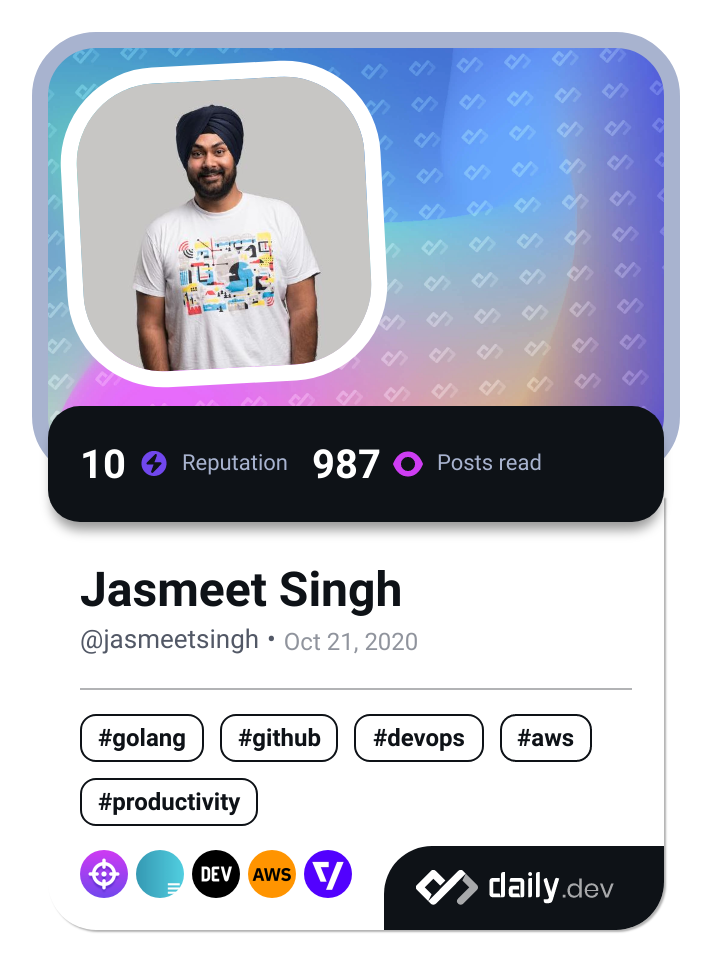 10 Reputation 987 Posts read
Jasmeet Singh
@jasmeetsingh • Oct 21, 2020
#golang #github #devops #aws
#productivity
DEV AWS
daily.dev